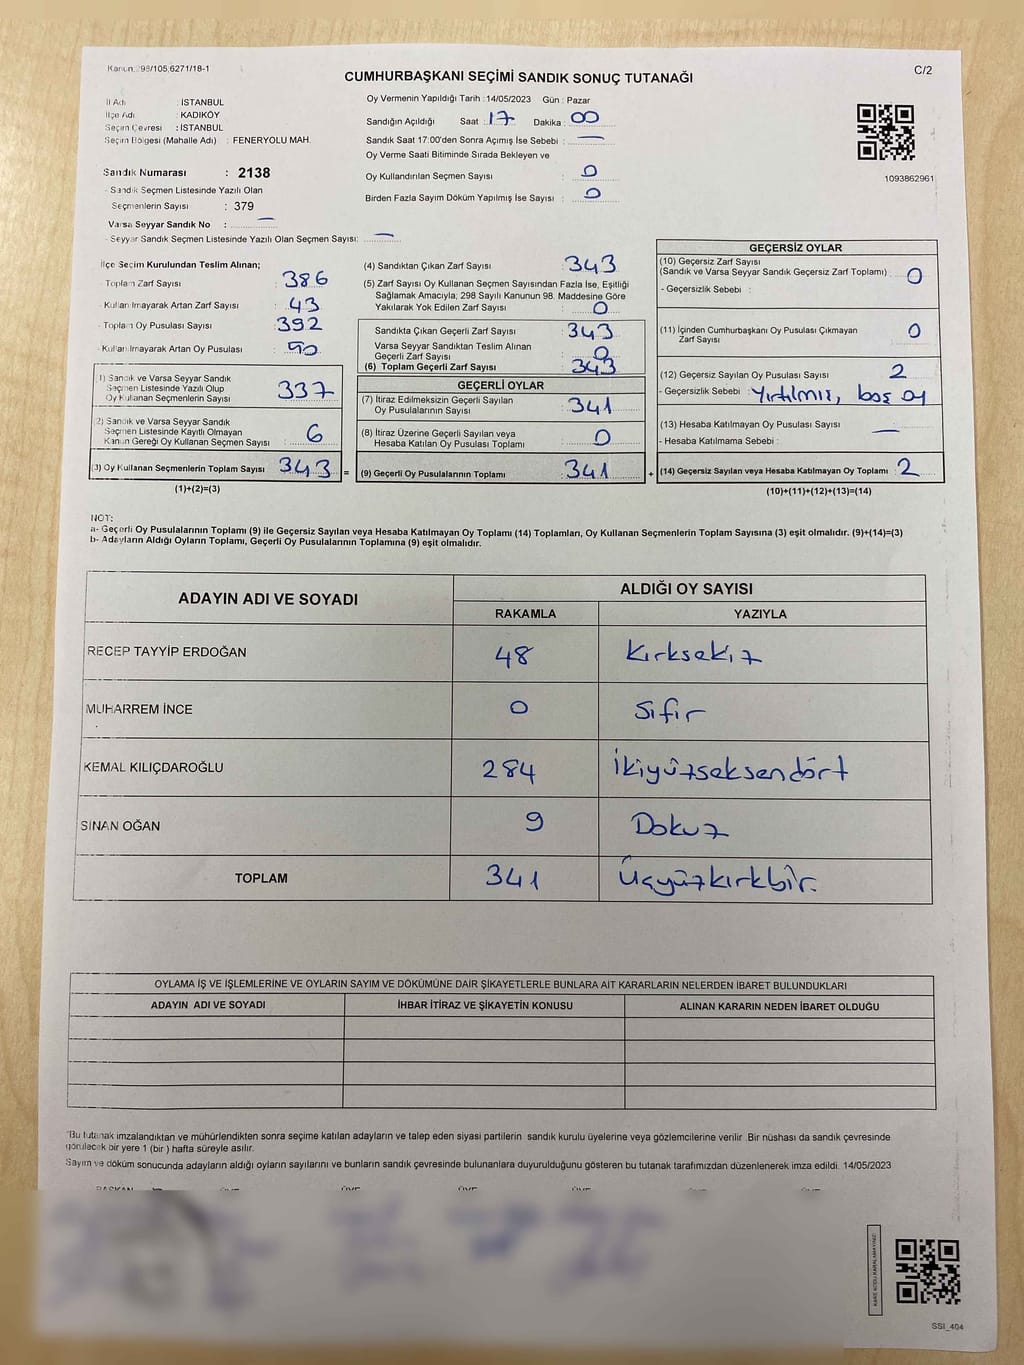 Kanun:298/105,6271/18-1
C/2
CUMHURBAŞKANI SEÇİMİ SANDIK SONUÇ TUTANAĞI
İl Adı : İSTANBUL
İlçe Adı : KADIKÖY
Seçim Çevresi : İSTANBUL
Seçim Bölgesi (Mahalle Adı) : FENERYOLU MAH.
Sandık Numarası : 2138
- Sandık Seçmen Listesinde Yazılı Olan
Seçmenlerin Sayısı : 379
Varsa Seyyar Sandık No : —
- Seyyar Sandık Seçmen Listesinde Yazılı Olan Seçmen Sayısı: —
Oy Vermenin Yapıldığı Tarih :14/05/2023 Gün : Pazar
Sandığın Açıldığı Saat : 17 Dakika : 00
Sandık Saat 17:00'den Sonra Açımış İse Sebebi : —
Oy Verme Saati Bitiminde Sırada Bekleyen ve
Oy Kullandırılan Seçmen Sayısı : 0
Birden Fazla Sayım Döküm Yapılmış İse Sayısı : 0
1093862961
İlçe Seçim Kurulundan Teslim Alınan;
- Toplam Zarf Sayısı : 386
- Kullanılmayarak Artan Zarf Sayısı : 43
- Toplam Oy Pusulası Sayısı : 392
- Kullanılmayarak Artan Oy Pusulası : 50
(1) Sandık ve Varsa Seyyar Sandık
Seçmen Listesinde Yazılı Olup
Oy Kullanan Seçmenlerin Sayısı : 337
(2) Sandık ve Varsa Seyyar Sandık
Seçmen Listesinde Kayıtlı Olmayan
Kanun Gereği Oy Kullanan Seçmen Sayısı : 6
(3) Oy Kullanan Seçmenlerin Toplam Sayısı : 343 =
(1)+(2)=(3)
(4) Sandıktan Çıkan Zarf Sayısı : 343
(5) Zarf Sayısı Oy Kullanan Seçmen Sayısından Fazla İse, Eşitliği
Sağlamak Amacıyla; 298 Sayılı Kanunun 98. Maddesine Göre
Yakılarak Yok Edilen Zarf Sayısı : 0
Sandıkta Çıkan Geçerli Zarf Sayısı : 343
Varsa Seyyar Sandıktan Teslim Alınan
Geçerli Zarf Sayısı : 0
(6) Toplam Geçerli Zarf Sayısı : 343
GEÇERLİ OYLAR
(7) İtiraz Edilmeksizin Geçerli Sayılan
Oy Pusulalarının Sayısı : 341
(8) İtiraz Üzerine Geçerli Sayılan veya
Hesaba Katılan Oy Pusulası Toplamı : 0
(9) Geçerli Oy Pusulalarının Toplamı : 341 +
GEÇERSİZ OYLAR
(10) Geçersiz Zarf Sayısı
(Sandık ve Varsa Seyyar Sandık Geçersiz Zarf Toplamı) : 0
- Geçersizlik Sebebi :
(11) İçinden Cumhurbaşkanı Oy Pusulası Çıkmayan
Zarf Sayısı : 0
(12) Geçersiz Sayılan Oy Pusulası Sayısı : 2
- Geçersizlik Sebebi : Yırtılmış, boş oy
(13) Hesaba Katılmayan Oy Pusulası Sayısı : —
- Hesaba Katılmama Sebebi :
(14) Geçersiz Sayılan veya Hesaba Katılmayan Oy Toplamı : 2
(10)+(11)+(12)+(13)=(14)
NOT:
a- Geçerli Oy Pusulalarının Toplamı (9) ile Geçersiz Sayılan veya Hesaba Katılmayan Oy Toplamı (14) Toplamları, Oy Kullanan Seçmenlerin Toplam Sayısına (3) eşit olmalıdır. (9)+(14)=(3)
b- Adayların Aldığı Oyların Toplamı, Geçerli Oy Pusulalarının Toplamına (9) eşit olmalıdır.
ADAYIN ADI VE SOYADI
ALDIĞI OY SAYISI
RAKAMLA YAZIYLA
RECEP TAYYİP ERDOĞAN 48 Kırksekiz
MUHARREM İNCE 0 Sıfır
KEMAL KILIÇDAROĞLU 284 İkiyüzseksendört
SİNAN OĞAN 9 Dokuz
TOPLAM 341 Üçyüzkırkbir.
OYLAMA İŞ VE İŞLEMLERİNE VE OYLARIN SAYIM VE DÖKÜMÜNE DAİR ŞİKAYETLERLE BUNLARA AİT KARARLARIN NELERDEN İBARET BULUNDUKLARI
ADAYIN ADI VE SOYADI İHBAR İTİRAZ VE ŞİKAYETİN KONUSU ALINAN KARARIN NEDEN İBARET OLDUĞU
"Bu tutanak imzalandıktan ve mühürlendikten sonra seçime katılan adayların ve talep eden siyasi partilerin sandık kurulu üyelerine veya gözlemcilerine verilir .Bir nüshası da sandık çevresinde
görülecek bir yere 1 (bir ) hafta süreyle asılır.
Sayım ve döküm sonucunda adayların aldığı oyların sayılarını ve bunların sandık çevresinde bulunanlara duyurulduğunu gösteren bu tutanak tarafımızdan düzenlenerek imza edildi. 14/05/2023
BAŞKAN ÜYE ÜYE ÜYE ÜYE ÜYE ÜYE
KARE KODU KARALAMAYINIZ!
SSI_404